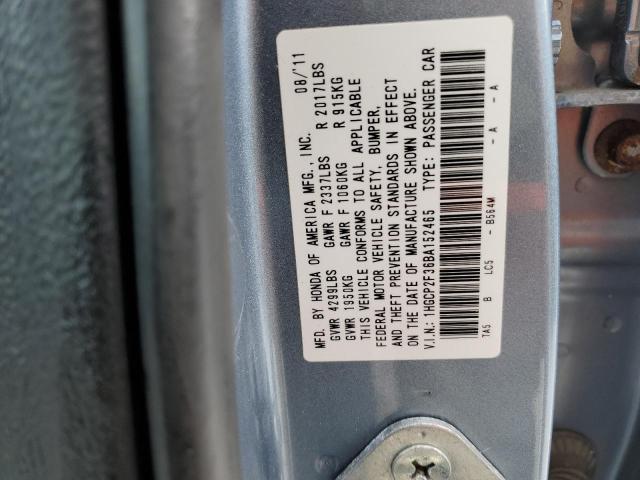 MFD. BY HONDA OF AMERICA MFG., INC. 08/'11
GVWR 4299LBS GAWR F 2337LBS R 2017LBS
GVWR 1950KG GAWR F 1060KG R 915KG
THIS VEHICLE CONFORMS TO ALL APPLICABLE
FEDERAL MOTOR VEHICLE SAFETY, BUMPER,
AND THEFT PREVENTION STANDARDS IN EFFECT
ON THE DATE OF MANUFACTURE SHOWN ABOVE.
V.I.N.: 1HGCP2F36BA152465 TYPE: PASSENGER CAR
TA5 B LC5 - B564M - A - A